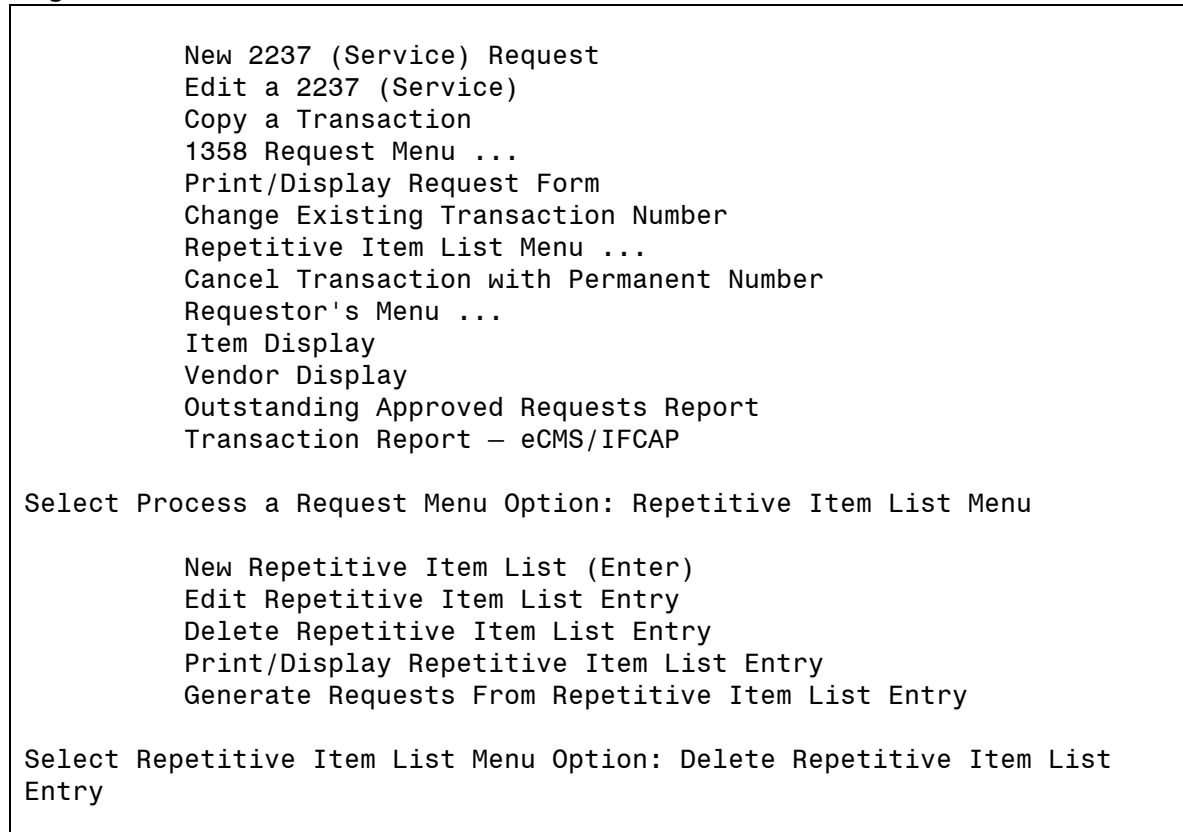 New 2237 (Service) Request
Edit a 2237 (Service)
Copy a Transaction
1358 Request Menu ...
Print/Display Request Form
Change Existing Transaction Number
Repetitive Item List Menu ...
Cancel Transaction with Permanent Number
Requestor's Menu ...
Item Display
Vendor Display
Outstanding Approved Requests Report
Transaction Report – eCMS/IFCAP
Select Process a Request Menu Option: Repetitive Item List Menu
New Repetitive Item List (Enter)
Edit Repetitive Item List Entry
Delete Repetitive Item List Entry
Print/Display Repetitive Item List Entry
Generate Requests From Repetitive Item List Entry
Select Repetitive Item List Menu Option: Delete Repetitive Item List
Entry